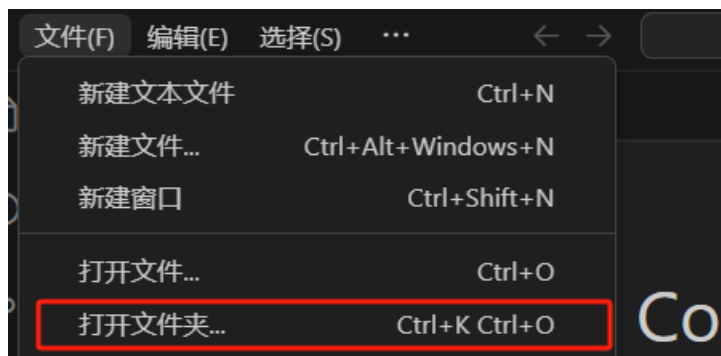 文件(F) 编辑(E) 选择(S) ···
新建文本文件 Ctrl+N
新建文件... Ctrl+Alt+Windows+N
新建窗口 Ctrl+Shift+N
打开文件... Ctrl+O
打开文件夹... Ctrl+K Ctrl+O
Co